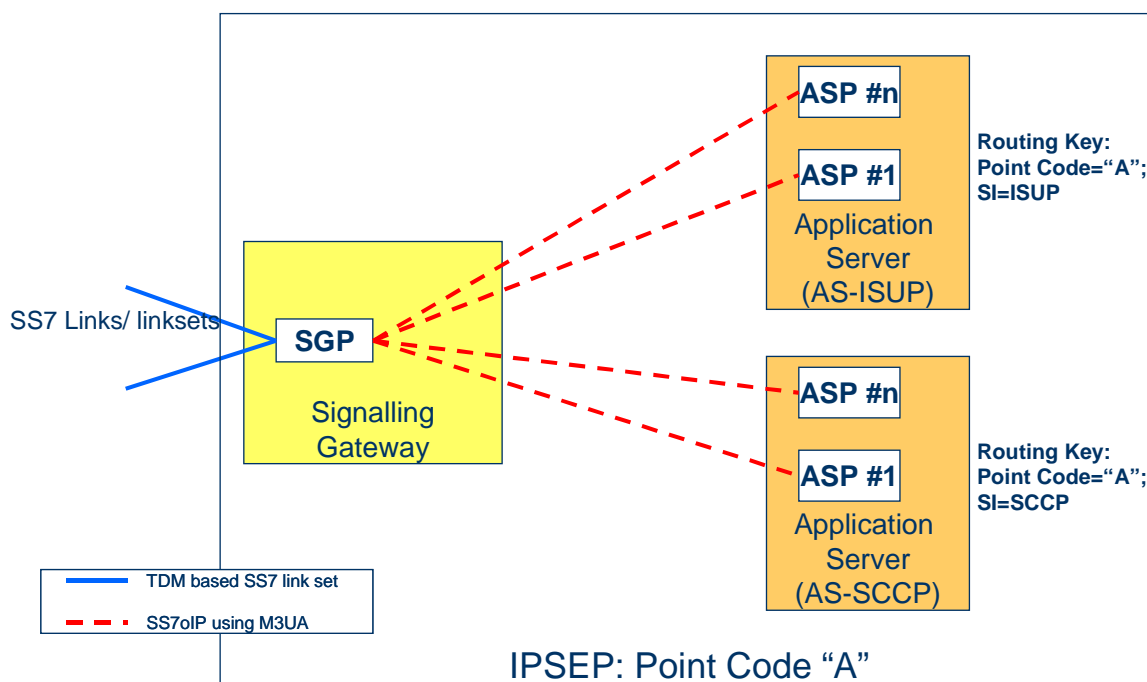 ASP #n
ASP #1
Application
Server
(AS-ISUP)
Routing Key:
Point Code=“A”;
SI=ISUP
SS7 Links/ linksets
SGP
Signalling
Gateway
ASP #n
ASP #1
Application
Server
(AS-SCCP)
Routing Key:
Point Code=“A”;
SI=SCCP
TDM based SS7 link set
SS7oIP using M3UA
IPSEP: Point Code “A”